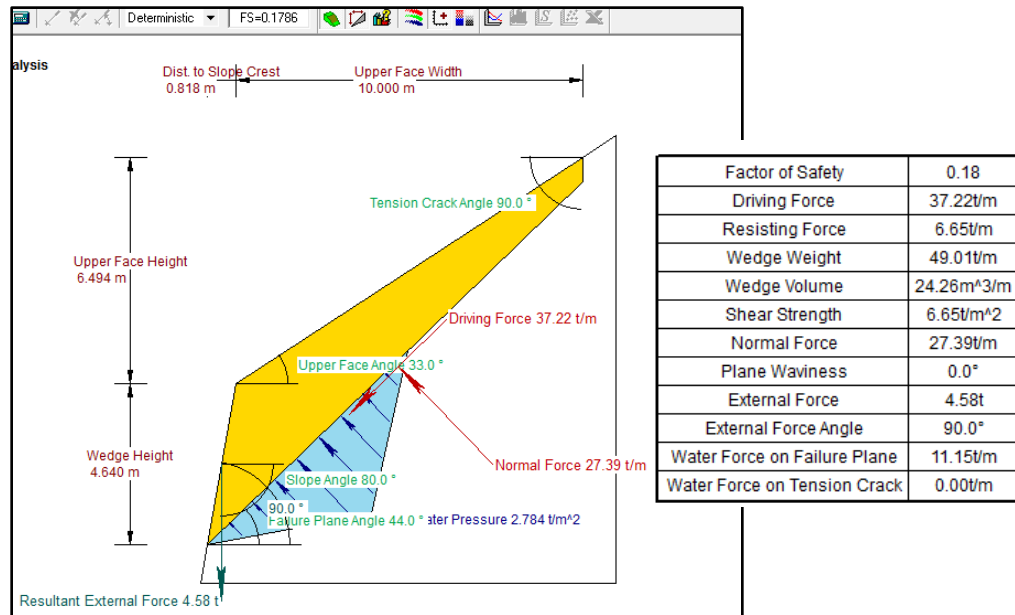 Deterministic
FS=0.1786
alysis
Dist. to Slope Crest
0.818 m
Upper Face Width
10.000 m
Tension Crack Angle 90.0 °
Upper Face Height
6.494 m
Driving Force 37.22 t/m
Upper Face Angle 33.0 °
Wedge Height
4.640 m
Normal Force 27.39 t/m
Slope Angle 80.0 °
90.0 °
Failure Plane Angle 44.0 °
ater Pressure 2.784 t/m^2
Resultant External Force 4.58 t
Factor of Safety 0.18
Driving Force 37.22t/m
Resisting Force 6.65t/m
Wedge Weight 49.01t/m
Wedge Volume 24.26m^3/m
Shear Strength 6.65t/m^2
Normal Force 27.39t/m
Plane Waviness 0.0°
External Force 4.58t
External Force Angle 90.0°
Water Force on Failure Plane 11.15t/m
Water Force on Tension Crack 0.00t/m